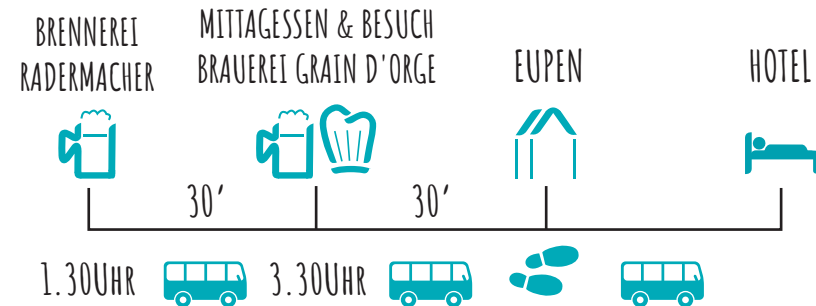 BRENNEREI
RADERMACHER
MITTAGESSEN & BESUCH
BRAUEREI GRAIN D'ORGE
EUPEN
HOTEL
30'
30'
1.30UHR
3.30UHR